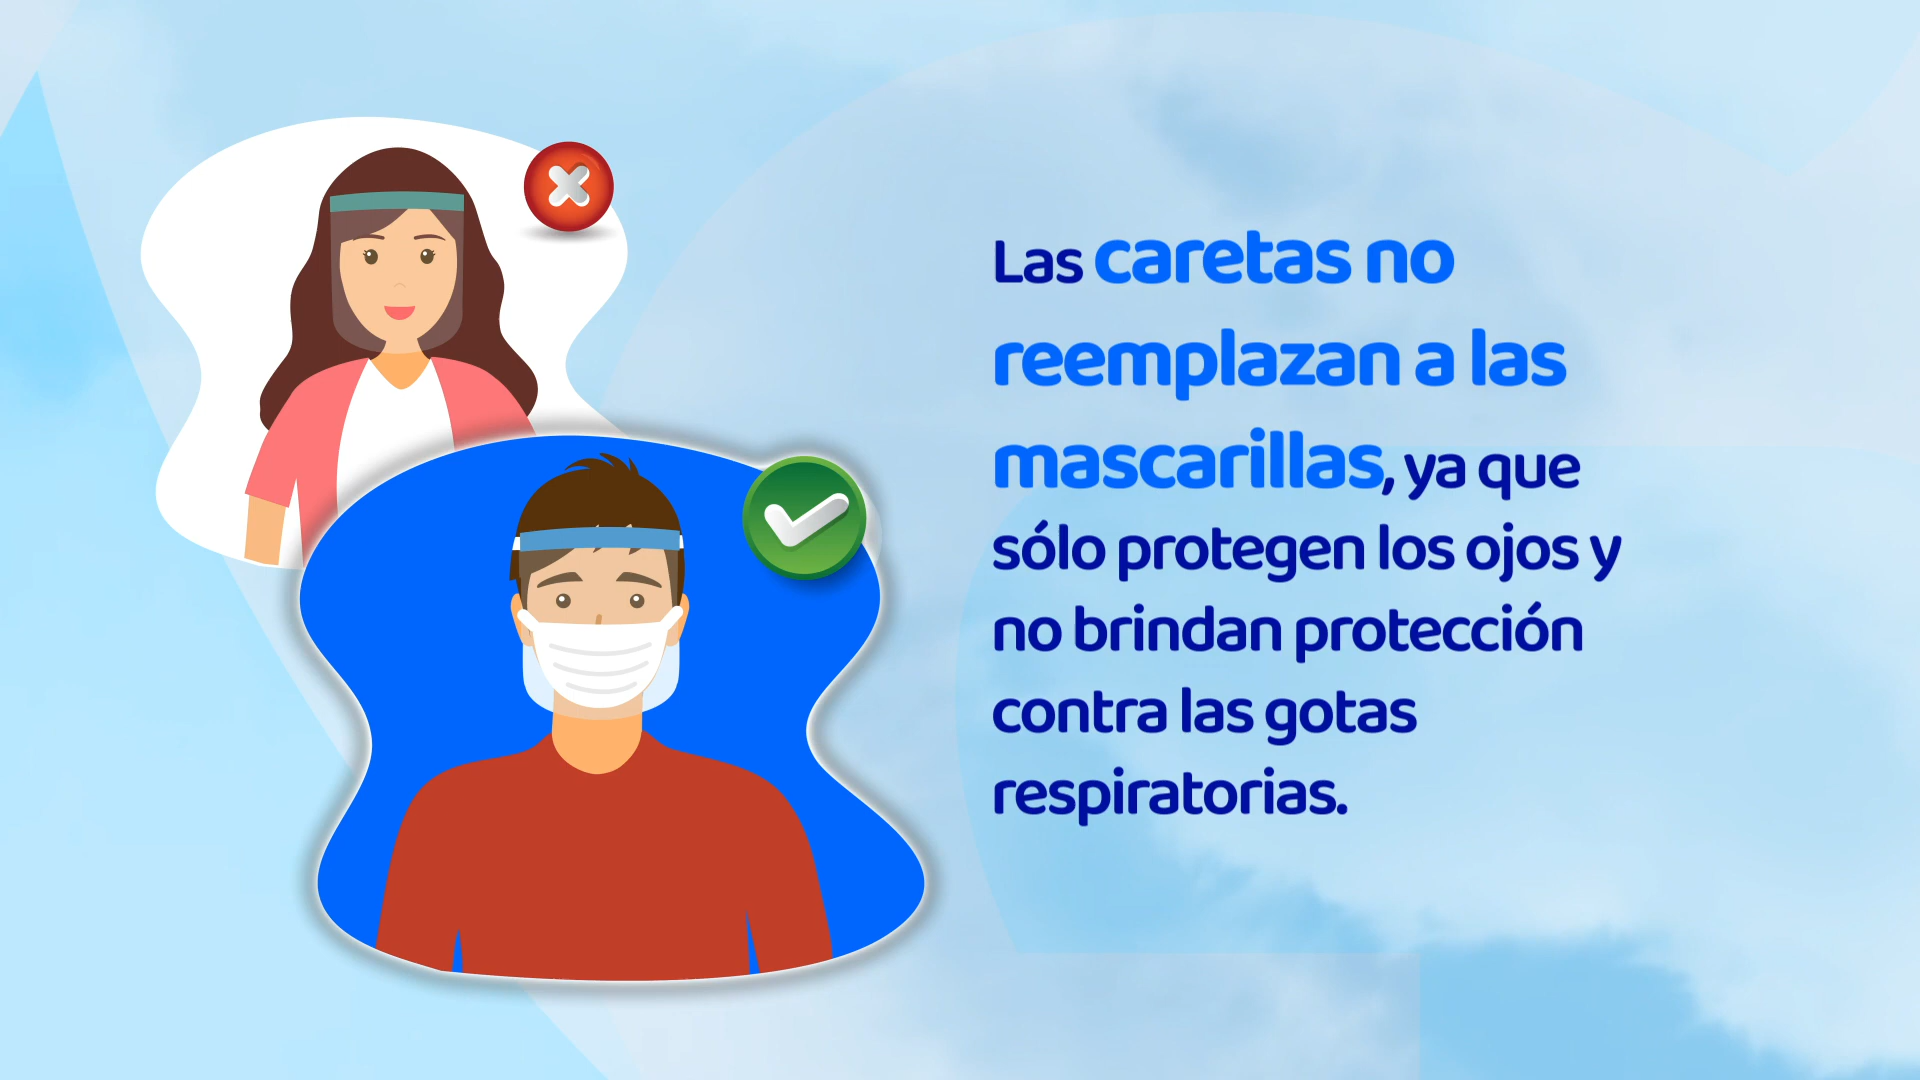 Las caretas no
reemplazan a las
mascarillas, ya que
sólo protegen los ojos y
no brindan protección
contra las gotas
respiratorias.